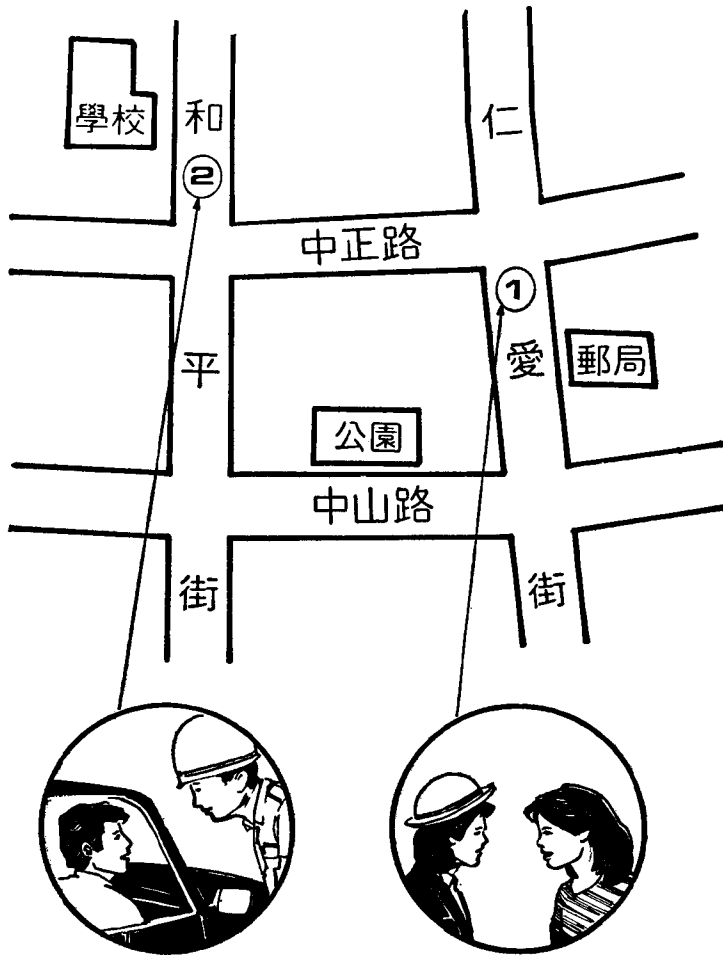 學校
和
仁
②
中正路
①
平
愛
郵局
公園
中山路
街
街